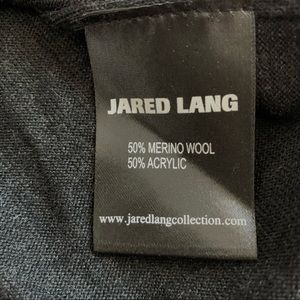 JARED LANG
50% MERINO WOOL
50% ACRYLIC
www.jaredlangcollection.com